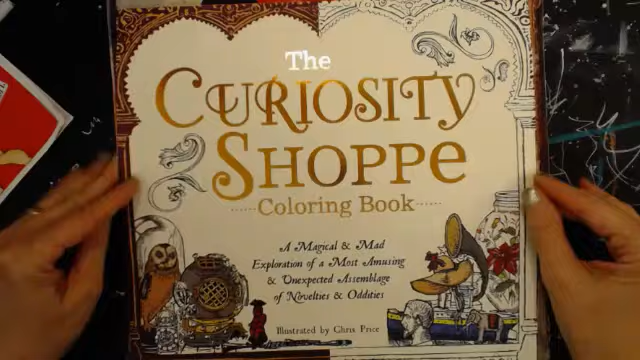 The
CURIOSITY
SHOPPE
Coloring Book
A Magical & Mad
Exploration of a Most Amusing
& Unexpected Assemblage
of Novelties & Oddities
Illustrated by Chris Price